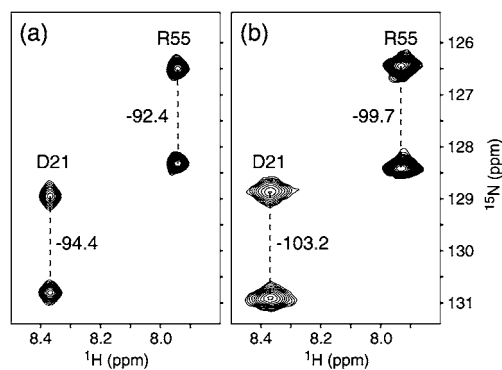 (a)
R55
-92.4
D21
-94.4
8.4 8.2 8.0
¹H (ppm)
(b)
R55
-99.7
D21
-103.2
8.4 8.2 8.0
¹H (ppm)
126
127
128
129
130
131
¹⁵N (ppm)